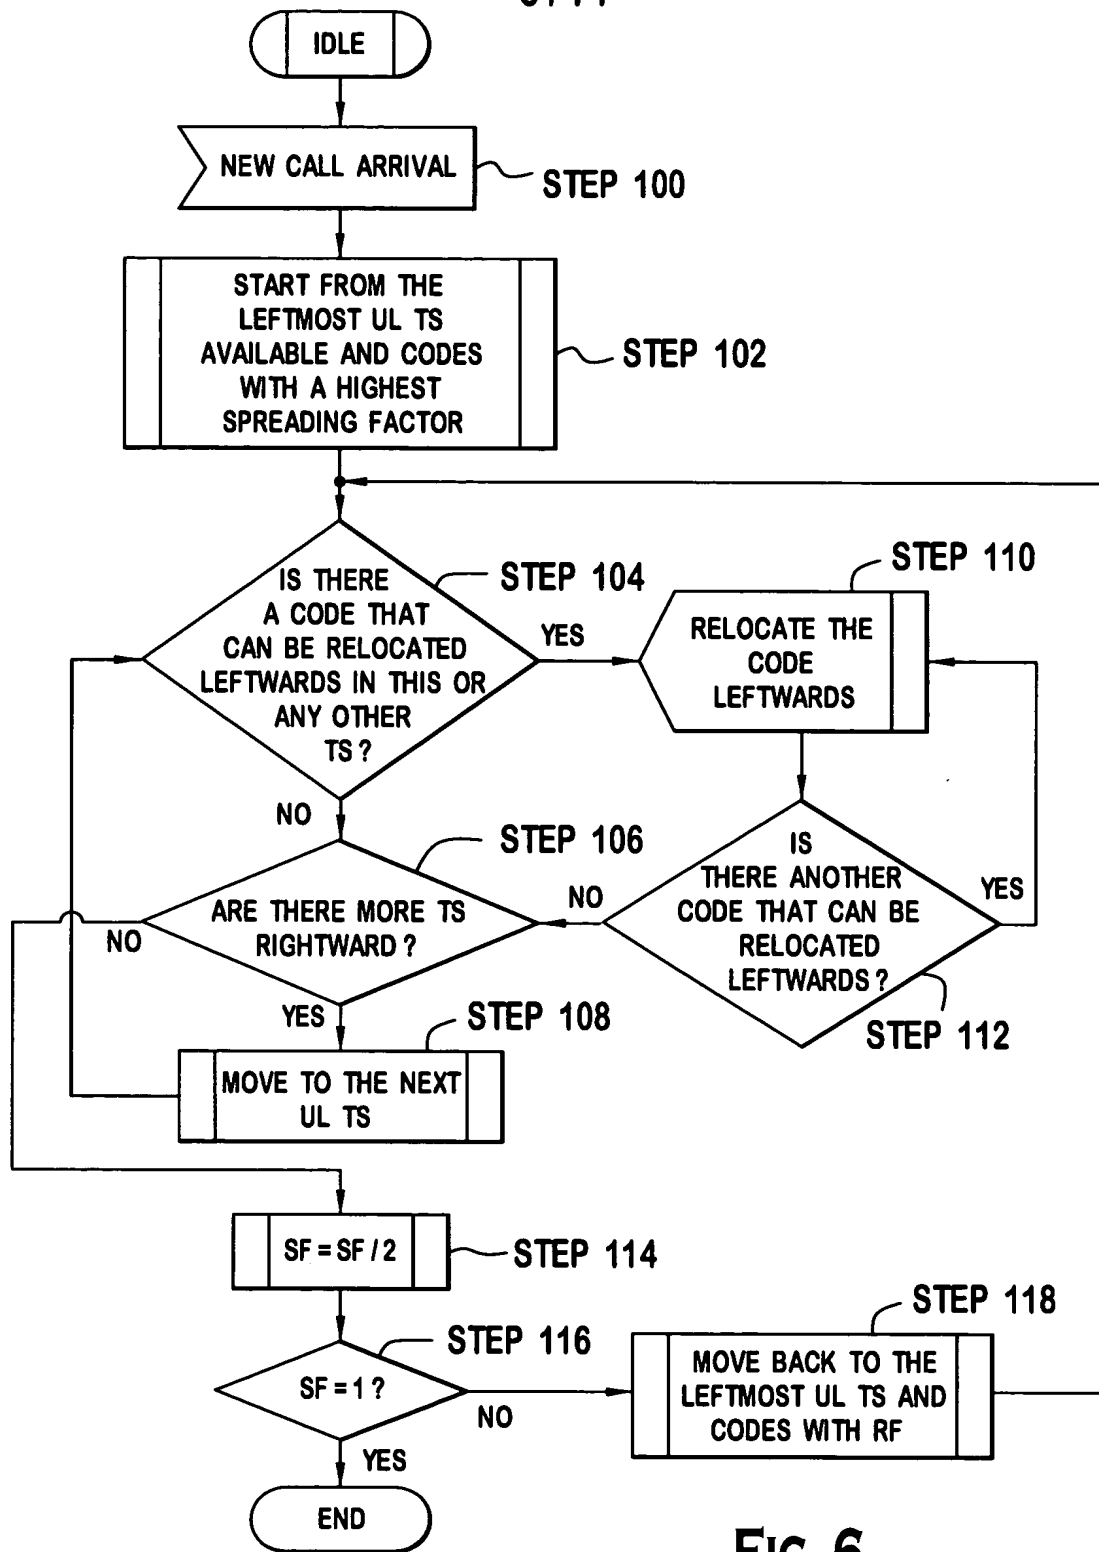 IDLE
NEW CALL ARRIVAL
STEP 100
START FROM THE
LEFTMOST UL TS
AVAILABLE AND CODES
WITH A HIGHEST
SPREADING FACTOR
STEP 102
IS THERE
A CODE THAT
CAN BE RELOCATED
LEFTWARDS IN THIS OR
ANY OTHER
TS?
STEP 104
YES
NO
STEP 110
RELOCATE THE
CODE
LEFTWARDS
IS
THERE ANOTHER
CODE THAT CAN BE
RELOCATED
LEFTWARDS?
YES
NO
STEP 112
STEP 106
ARE THERE MORE TS
RIGHTWARD?
NO
YES
STEP 108
MOVE TO THE NEXT
UL TS
SF=SF/2
STEP 114
STEP 116
SF=1?
NO
YES
STEP 118
MOVE BACK TO THE
LEFTMOST UL TS AND
CODES WITH RF
END
FIG. 6